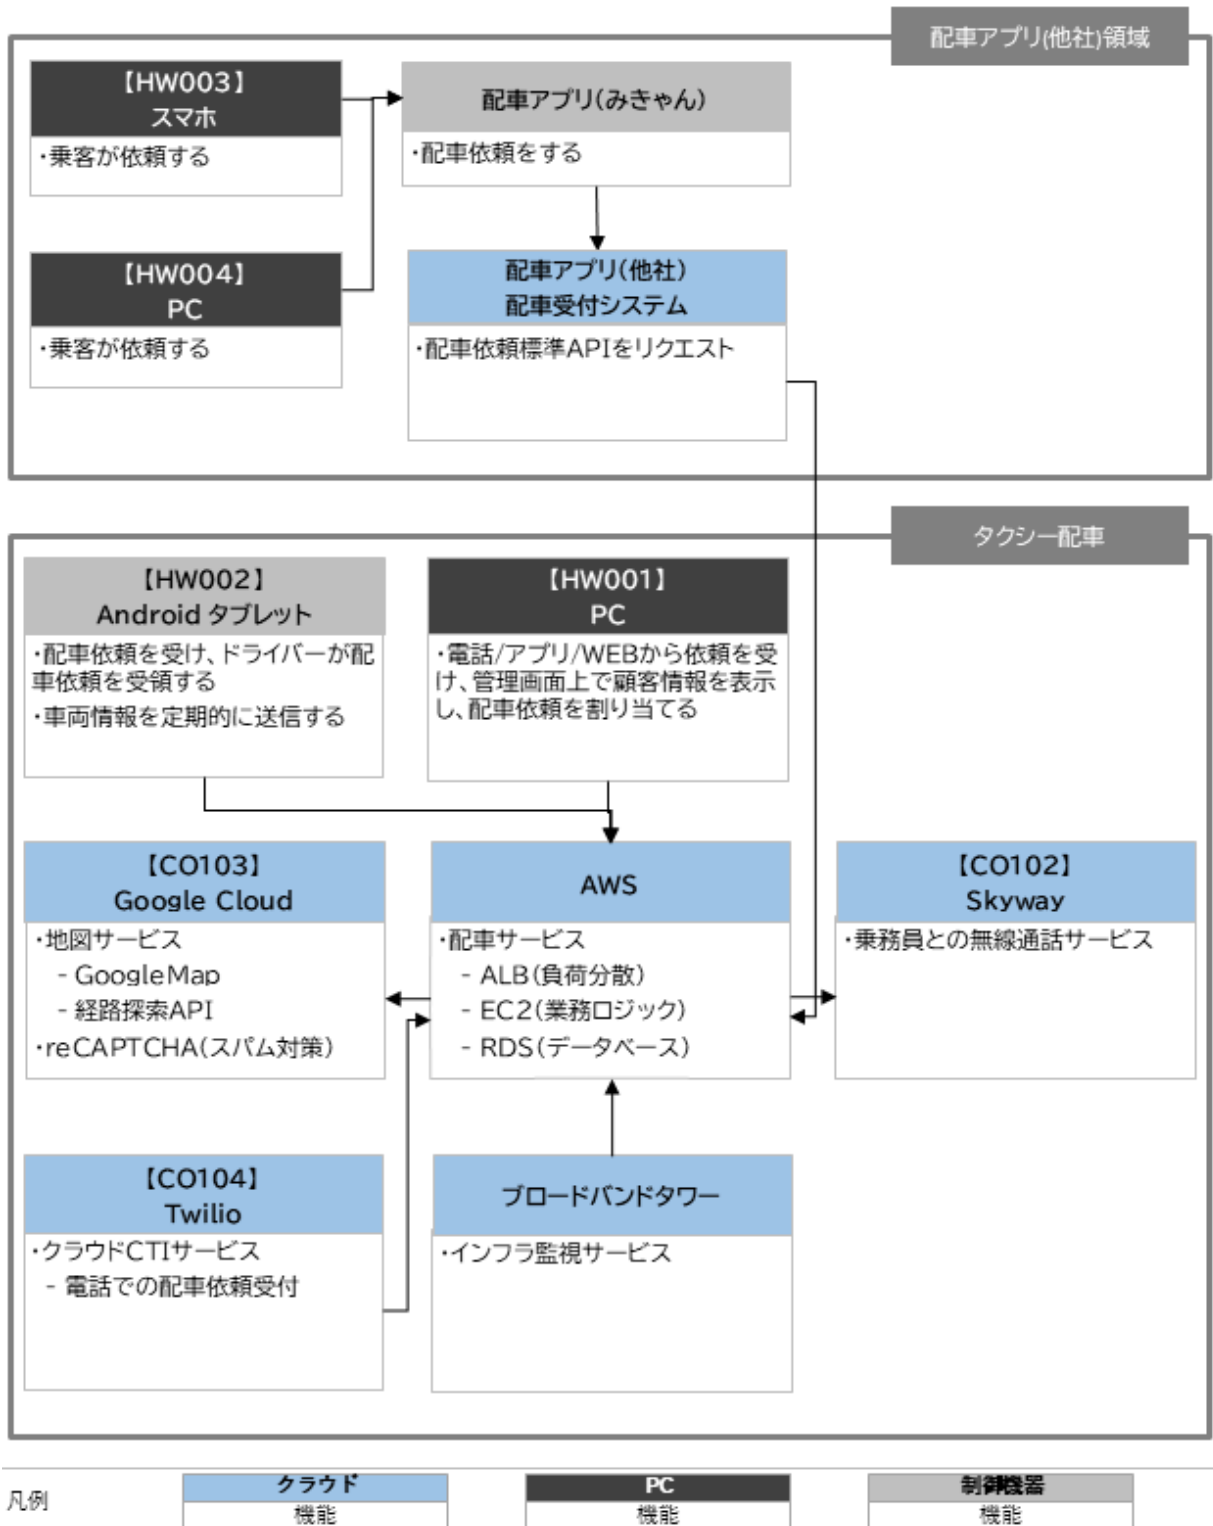 配車アプリ(他社)領域
【HW003】
スマホ
・乗客が依頼する
配車アプリ(みきゃん)
・配車依頼をする
【HW004】
PC
・乗客が依頼する
配車アプリ(他社)
配車受付システム
・配車依頼標準APIをリクエスト
タクシー配車
【HW002】
Android タブレット
・配車依頼を受け、ドライバーが配
車依頼を受領する
・車両情報を定期的に送信する
【HW001】
PC
・電話/アプリ/WEBから依頼を受
け、管理画面上で顧客情報を表示
し、配車依頼を割り当てる
【CO103】
Google Cloud
・地図サービス
- GoogleMap
- 経路探索API
・reCAPTCHA(スパム対策)
AWS
・配車サービス
- ALB(負荷分散)
- EC2(業務ロジック)
- RDS(データベース)
【CO102】
Skyway
・乗務員との無線通話サービス
【CO104】
Twilio
・クラウドCTIサービス
- 電話での配車依頼受付
ブロードバンドタワー
・インフラ監視サービス
凡例
クラウド
機能
PC
機能
制御機器
機能